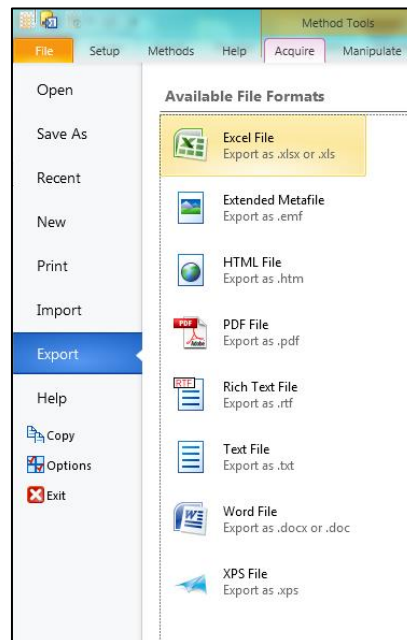 Method Tools
File Setup Methods Help Acquire Manipulate
Open
Save As
Recent
New
Print
Import
Export
Help
Copy
Options
Exit
Available File Formats
Excel File
Export as .xlsx or .xls
Extended Metafile
Export as .emf
HTML File
Export as .htm
PDF File
Export as .pdf
Rich Text File
Export as .rtf
Text File
Export as .txt
Word File
Export as .docx or .doc
XPS File
Export as .xps